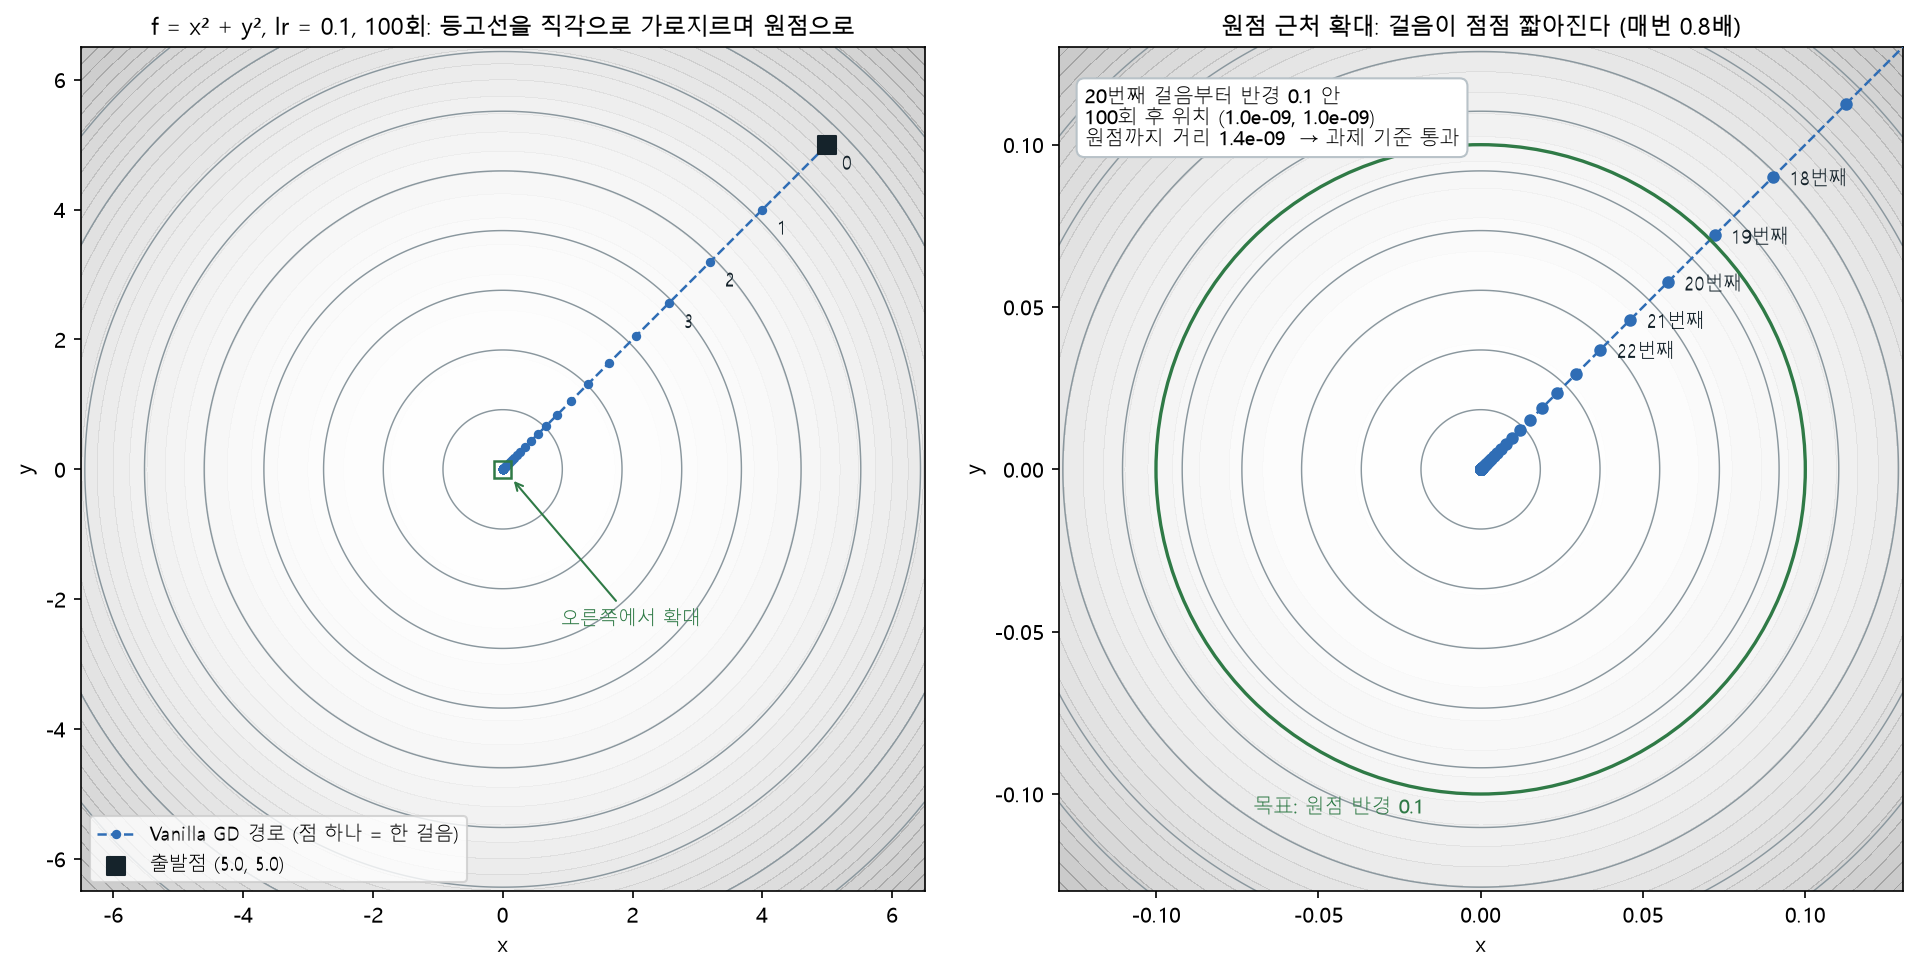 f = x² + y², lr = 0.1, 100회: 등고선을 직각으로 가로지르며 원점으로
6
4
2
0
-2
-4
-6
y
0
1
2
3
오른쪽에서 확대
Vanilla GD 경로 (점 하나 = 한 걸음)
출발점 (5.0, 5.0)
-6
-4
-2
0
2
4
6
x
원점 근처 확대: 걸음이 점점 짧아진다 (매번 0.8배)
20번째 걸음부터 반경 0.1 안
100회 후 위치 (1.0e-09, 1.0e-09)
원점까지 거리 1.4e-09 → 과제 기준 통과
0.10
0.05
0.00
-0.05
-0.10
y
18번째
19번째
20번째
21번째
22번째
목표: 원점 반경 0.1
-0.10
-0.05
0.00
0.05
0.10
x